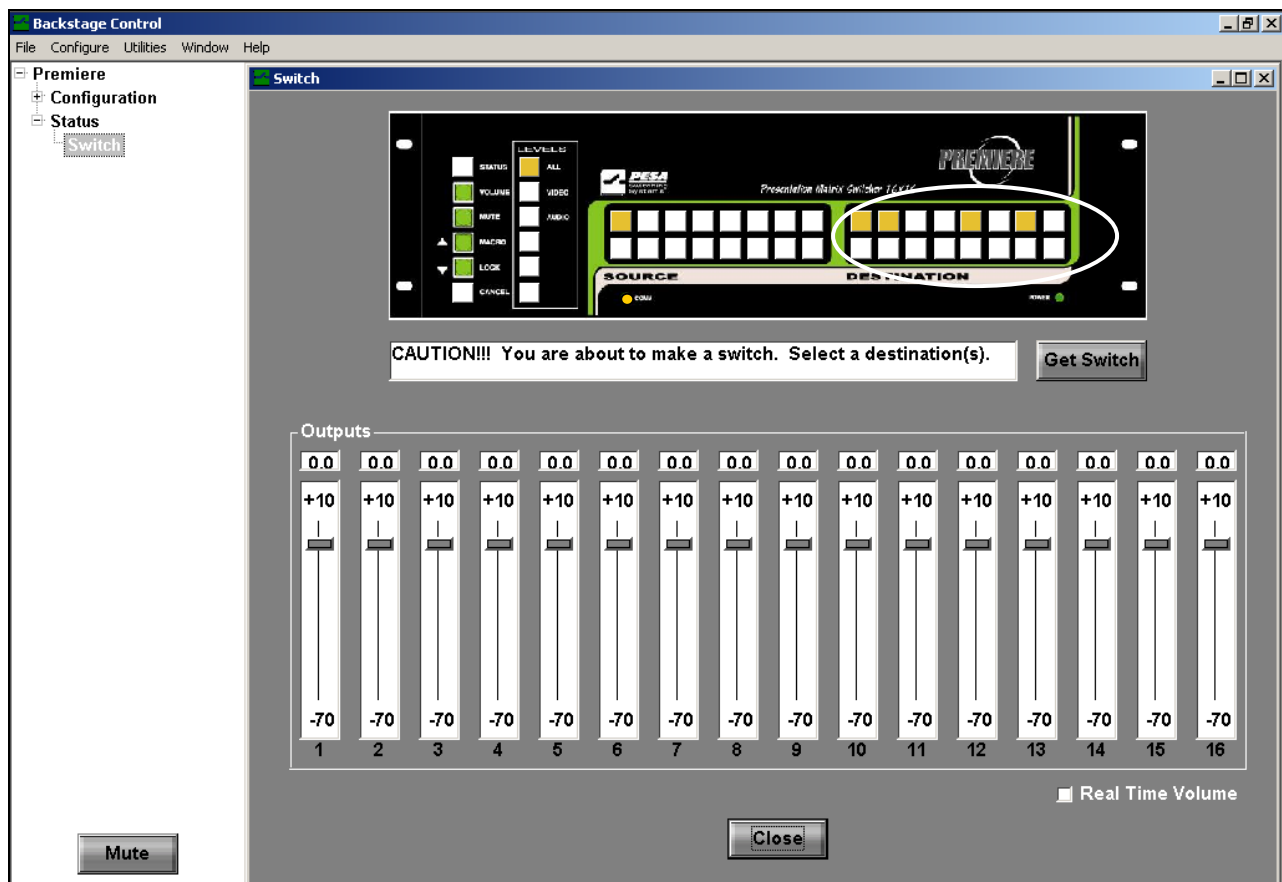 Backstage Control
File Configure Utilities Window Help
Premiere
Configuration
Status
Switch
Switch
LEVELS
STATUS ALL
VOLUME VIDEO
MUTE AUDIO
MACRO
LOCK
CANCEL
PESA
PREMIERE
Presentation Matrix Switcher 16x16
SOURCE DESTINATION
POWER
CAUTION!!! You are about to make a switch. Select a destination(s).
Get Switch
Outputs
0.0 0.0 0.0 0.0 0.0 0.0 0.0 0.0 0.0 0.0 0.0 0.0 0.0 0.0 0.0 0.0
+10 +10 +10 +10 +10 +10 +10 +10 +10 +10 +10 +10 +10 +10 +10 +10
-70 -70 -70 -70 -70 -70 -70 -70 -70 -70 -70 -70 -70 -70 -70 -70
1 2 3 4 5 6 7 8 9 10 11 12 13 14 15 16
Real Time Volume
Close
Mute